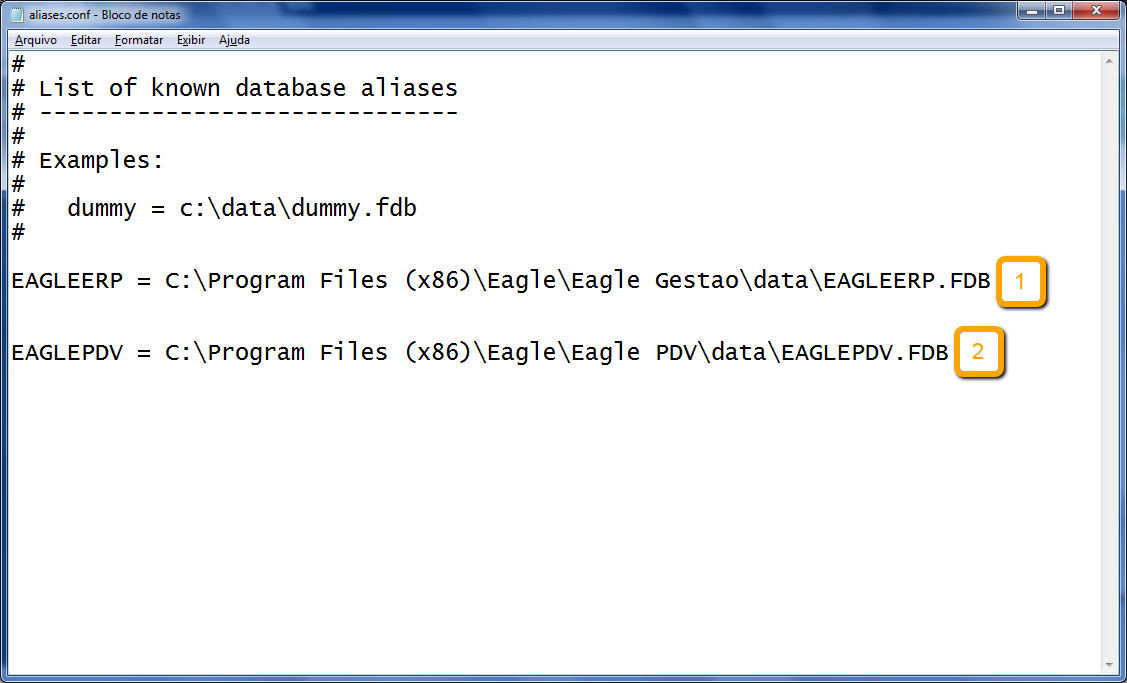 aliases.conf - Bloco de notas
Arquivo Editar Formatar Exibir Ajuda
#
# List of known database aliases
# ------------------------------
#
# Examples:
#
#   dummy = c:\data\dummy.fdb
#
EAGLEERP = C:\Program Files (x86)\Eagle\Eagle Gestao\data\EAGLEERP.FDB 1
EAGLEPDV = C:\Program Files (x86)\Eagle\Eagle PDV\data\EAGLEPDV.FDB 2